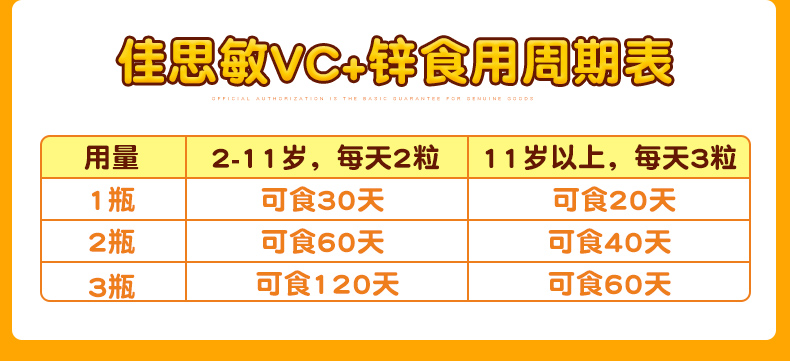 佳思敏VC+锌食用周期表
OFFICIAL AUTHORIZATION IS THE BASIC GUARANTEE FOR GENUINE GOODS
用量 2-11岁，每天2粒 11岁以上，每天3粒
1瓶 可食30天 可食20天
2瓶 可食60天 可食40天
3瓶 可食120天 可食60天